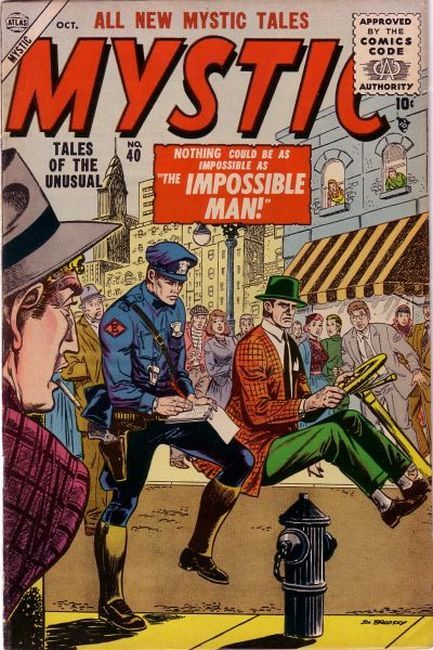 ATLAS
OCT.
ALL NEW MYSTIC TALES
MYSTIC
MYSTIC
APPROVED
BY THE
COMICS
CODE
AUTHORITY
10¢
TALES
OF THE
UNUSUAL
NO.
40
NOTHING COULD BE AS
IMPOSSIBLE AS
"THE IMPOSSIBLE
MAN!"
SOL BRODSKY